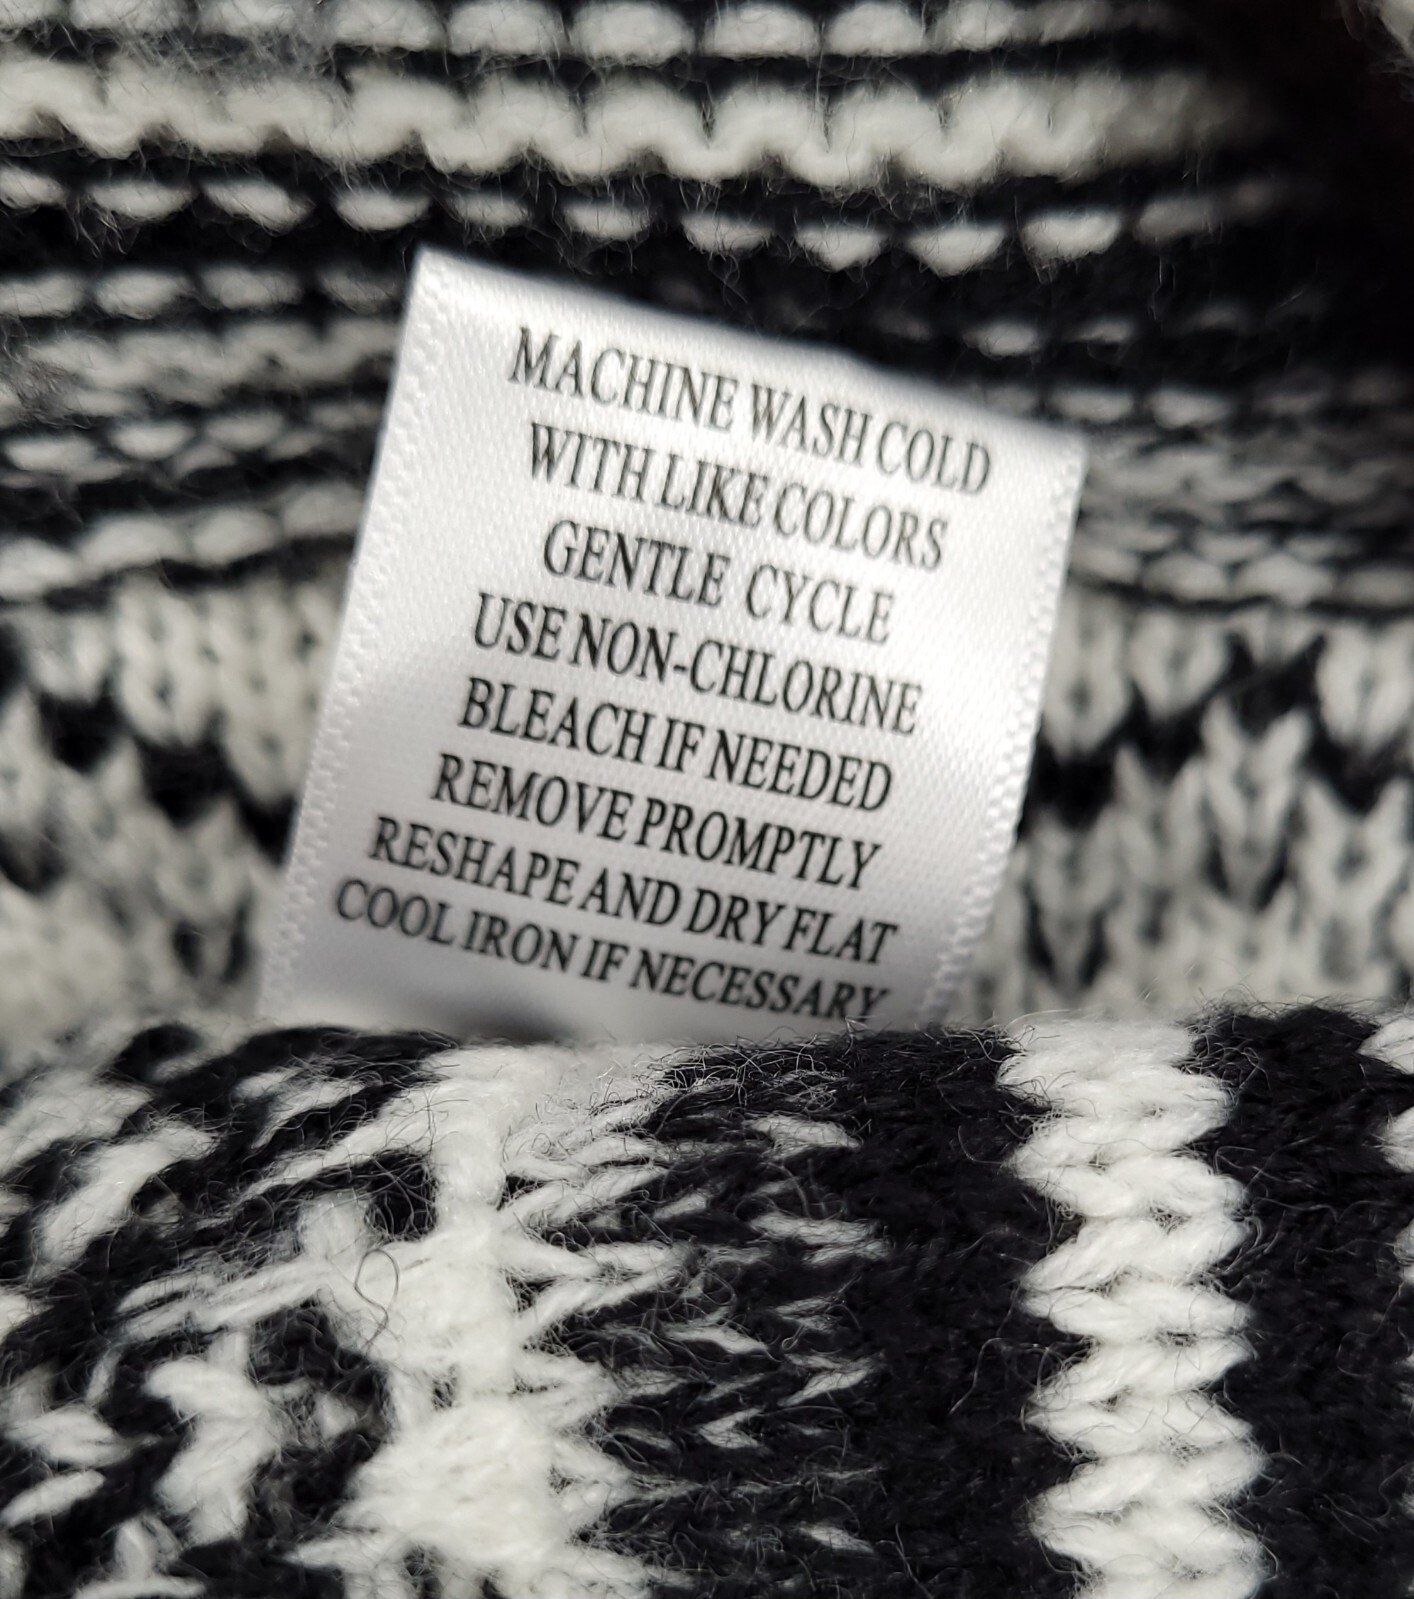 MACHINE WASH COLD
WITH LIKE COLORS
GENTLE CYCLE
USE NON-CHLORINE
BLEACH IF NEEDED
REMOVE PROMPTLY
RESHAPE AND DRY FLAT
COOL IRON IF NECESSARY